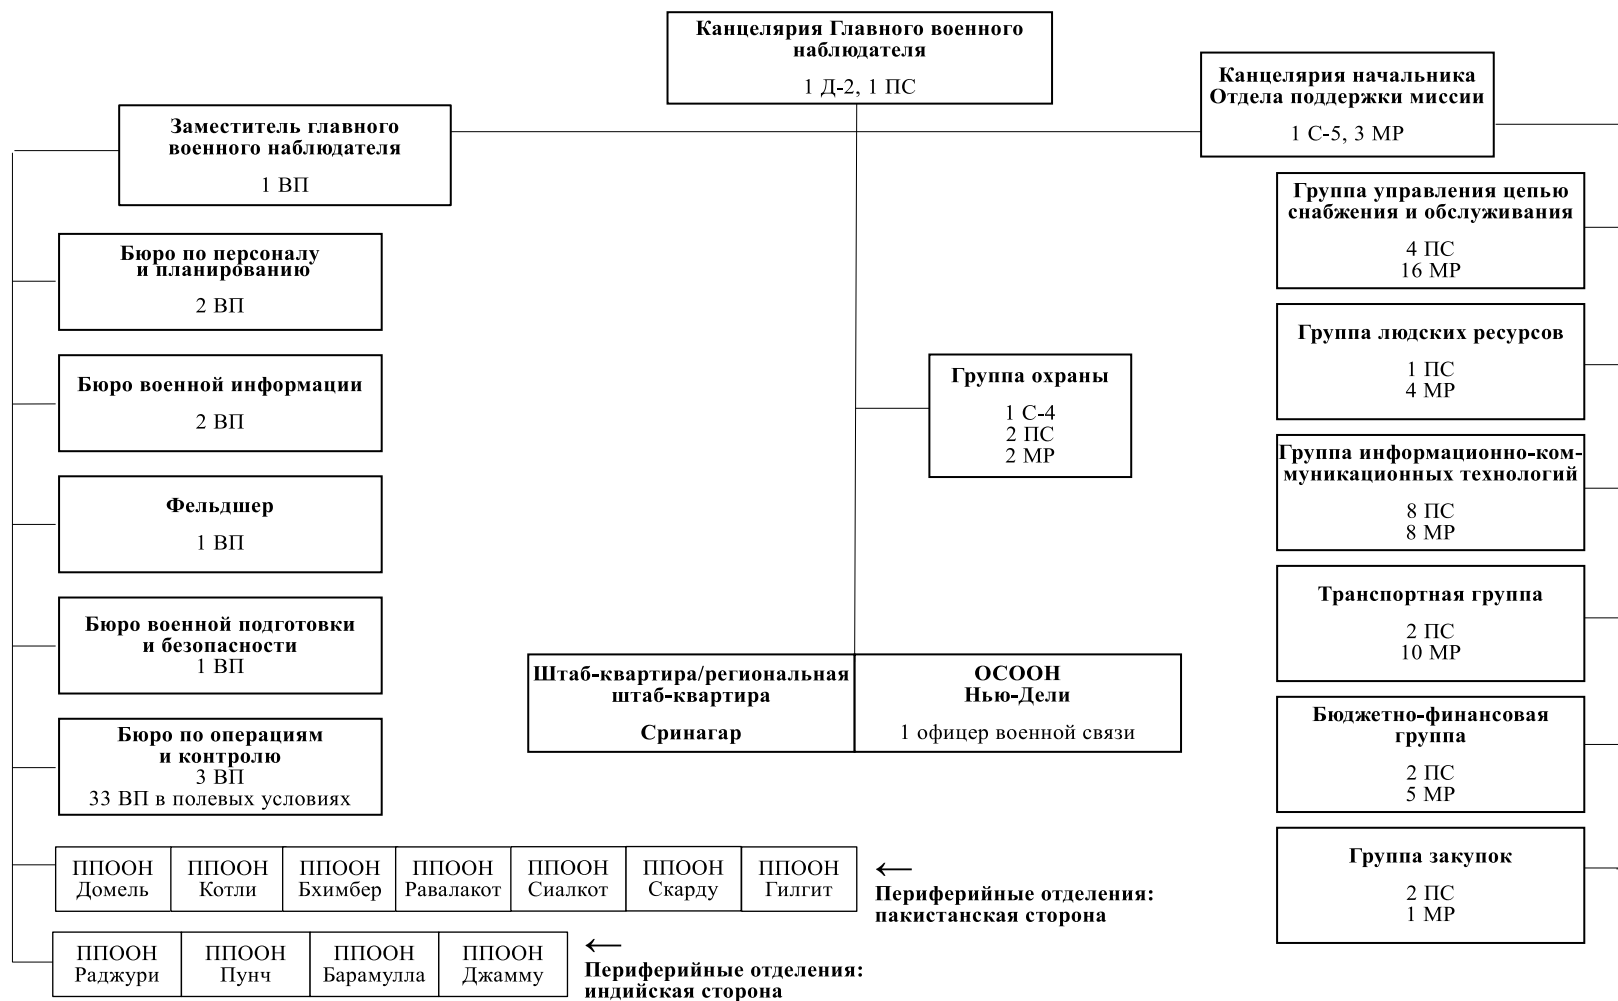 Канцелярия Главного военного
наблюдателя
1 Д-2, 1 ПС
Канцелярия начальника
Отдела поддержки миссии
1 С-5, 3 МР
Заместитель главного
военного наблюдателя
1 ВП
Бюро по персоналу
и планированию
2 ВП
Бюро военной информации
2 ВП
Фельдшер
1 ВП
Бюро военной подготовки
и безопасности
1 ВП
Бюро по операциям
и контролю
3 ВП
33 ВП в полевых условиях
Группа охраны
1 С-4
2 ПС
2 МР
Штаб-квартира/региональная
штаб-квартира
Сринагар
ОСООН
Нью-Дели
1 офицер военной связи
Группа управления цепью
снабжения и обслуживания
4 ПС
16 МР
Группа людских ресурсов
1 ПС
4 МР
Группа информационно-ком-
муникационных технологий
8 ПС
8 МР
Транспортная группа
2 ПС
10 МР
Бюджетно-финансовая
группа
2 ПС
5 МР
Группа закупок
2 ПС
1 МР
ППООН
Домель
ППООН
Котли
ППООН
Бхимбер
ППООН
Равалакот
ППООН
Сиалкот
ППООН
Скарду
ППООН
Гилгит
←
Периферийные отделения:
пакистанская сторона
ППООН
Раджури
ППООН
Пунч
ППООН
Барамулла
ППООН
Джамму
←
Периферийные отделения:
индийская сторона